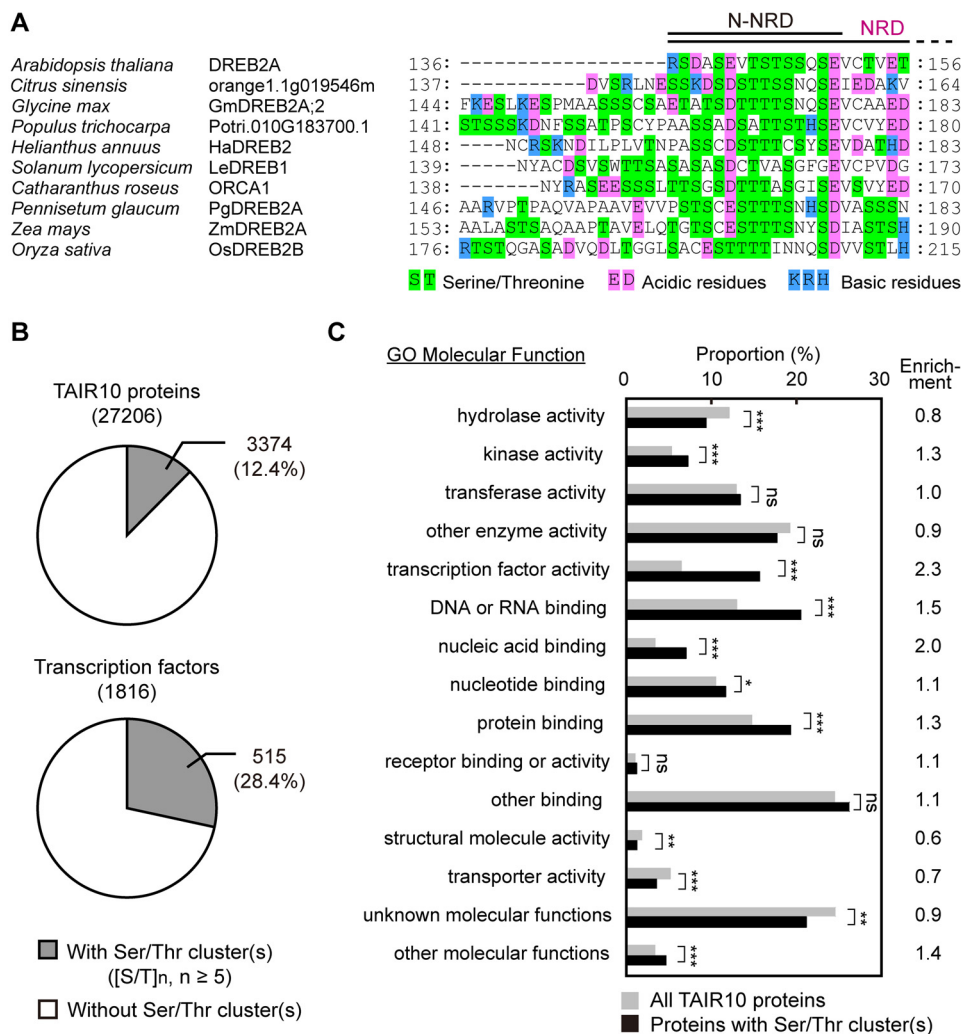 A
N-NRD
NRD
Arabidopsis thaliana DREB2A 136: ------------------RSDASEVTSTSSQSEVCTVET :156
Citrus sinensis orange1.1g019546m 137: -----------DVSRLNESSKDSDSTTTSNQSEIEDAKV :164
Glycine max GmDREB2A;2 144: FKESLKESPMAASSSCSAETATSDTTTTSNQSEVCAAED :183
Populus trichocarpa Potri.010G183700.1 141: STSSSKDNFSSATPSCYPAASSADSATTSTHSEVCVYED :180
Helianthus annuus HaDREB2 148: ----NCRSKNDILPLVTNPASSCDSTTTCSYSEVDATHD :183
Solanum lycopersicum LeDREB1 139: ----NYACDSVSWTTSASASADSDCTVASGFGEVCPVDG :173
Catharanthus roseus ORCA1 138: -------NYRASEESSSLTTSGSDTTTASGISEVSVYED :170
Pennisetum glaucum PgDREB2A 146: AARVPTPAQVAPAAVEVVPSTSCESTTTSNHSDVASSSN :183
Zea mays ZmDREB2A 153: AALASTSQAAPTAVELQTGTSCESTTTSNYSDIASTSH :190
Oryza sativa OsDREB2B 176: RTSTQGASADVQDLTGGLSACESTTTTINNQSDVVSTLH :215
S T Serine/Threonine E D Acidic residues K R H Basic residues
B
TAIR10 proteins
(27206)
3374
(12.4%)
Transcription factors
(1816)
515
(28.4%)
With Ser/Thr cluster(s)
([S/T]n, n ≥ 5)
Without Ser/Thr cluster(s)
C
GO Molecular Function
Proportion (%)
Enrich-
ment
0 10 20 30
hydrolase activity *** 0.8
kinase activity *** 1.3
transferase activity ns 1.0
other enzyme activity ns 0.9
transcription factor activity *** 2.3
DNA or RNA binding *** 1.5
nucleic acid binding *** 2.0
nucleotide binding * 1.1
protein binding *** 1.3
receptor binding or activity ns 1.1
other binding ns 1.1
structural molecule activity ** 0.6
transporter activity *** 0.7
unknown molecular functions ** 0.9
other molecular functions *** 1.4
All TAIR10 proteins
Proteins with Ser/Thr cluster(s)